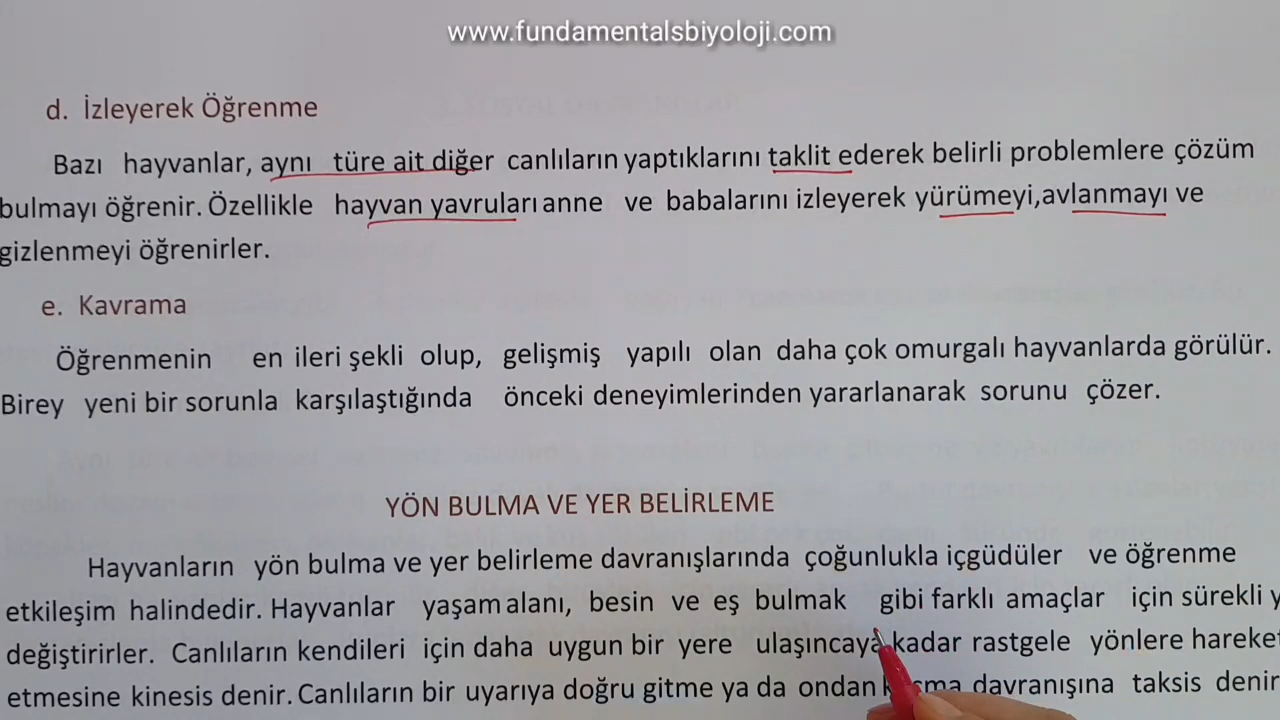 www.fundamentalsbiyoloji.com
d. İzleyerek Öğrenme
Bazı hayvanlar, aynı türe ait diğer canlıların yaptıklarını taklit ederek belirli problemlere çözüm
bulmayı öğrenir. Özellikle hayvan yavruları anne ve babalarını izleyerek yürümeyi,avlanmayı ve
gizlenmeyi öğrenirler.
e. Kavrama
Öğrenmenin en ileri şekli olup, gelişmiş yapılı olan daha çok omurgalı hayvanlarda görülür.
Birey yeni bir sorunla karşılaştığında önceki deneyimlerinden yararlanarak sorunu çözer.
YÖN BULMA VE YER BELİRLEME
Hayvanların yön bulma ve yer belirleme davranışlarında çoğunlukla içgüdüler ve öğrenme
etkileşim halindedir. Hayvanlar yaşam alanı, besin ve eş bulmak gibi farklı amaçlar için sürekli
değiştirirler. Canlıların kendileri için daha uygun bir yere ulaşıncaya kadar rastgele yönlere hareket
etmesine kinesis denir. Canlıların bir uyarıya doğru gitme ya da ondan davranışına taksis denir